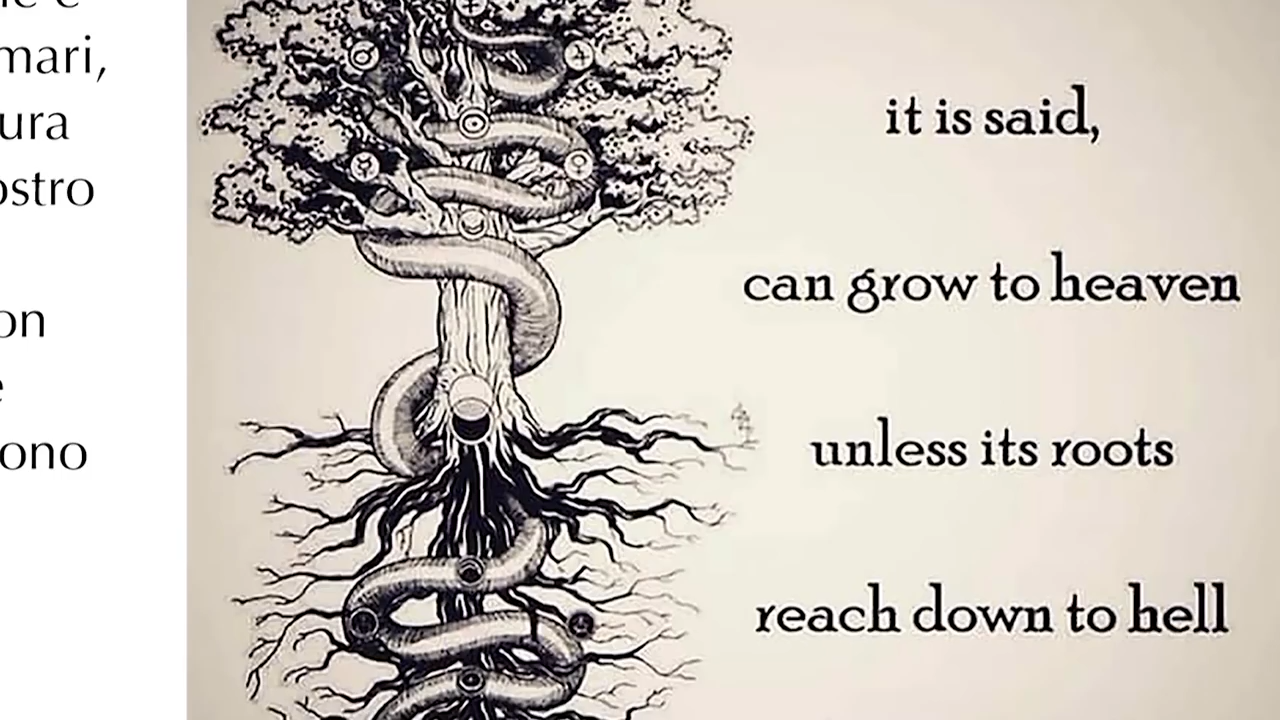 mari,
ura
ostro
on
e
ono
it is said,
can grow to heaven
unless its roots
reach down to hell